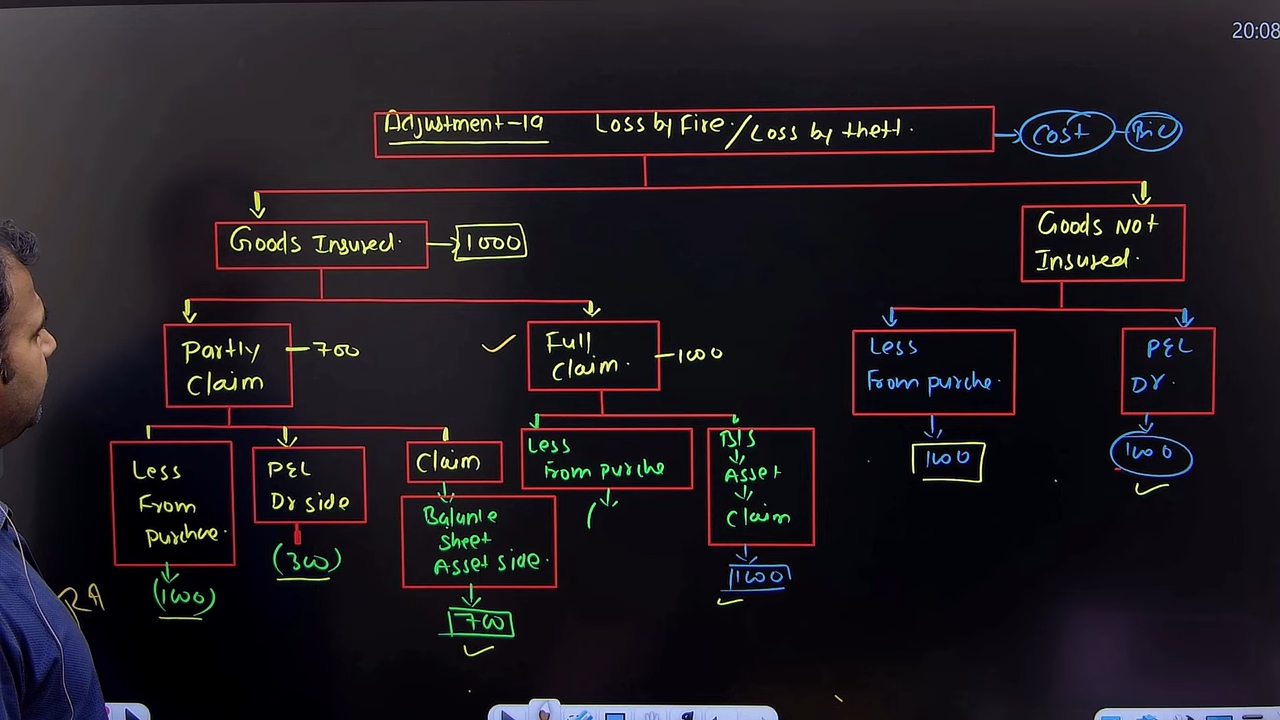 20:08
Adjustment-19 Loss by Fire./Loss by theft.
Cost
Goods Insured.
1000
Goods Not
Insured.
Partly
Claim
700
Full
Claim.
1000
Less
From purche.
P&L
Dr.
1000
1000
Less
From
purchae.
(1000)
P&L
Dr side
(300)
Claim
Balance
sheet
Asset side.
700
Less
From purche
B/S
Asset
Claim
1000
RA